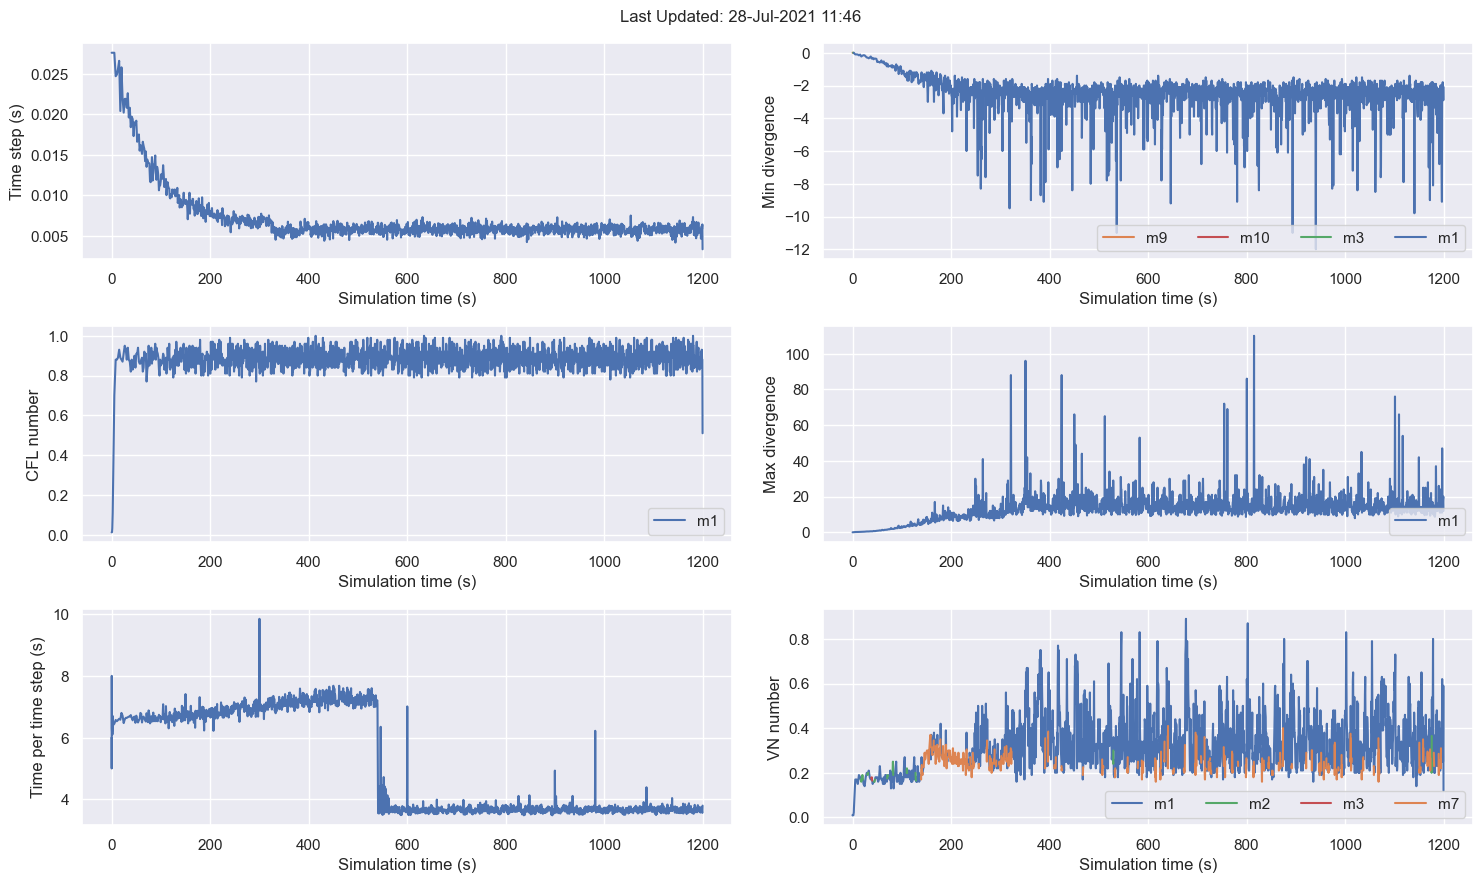 Last Updated: 28-Jul-2021 11:46
Time step (s)
0.025
0.020
0.015
0.010
0.005
0 200 400 600 800 1000 1200
Simulation time (s)
Min divergence
0
−2
−4
−6
−8
−10
−12
m9 m10 m3 m1
0 200 400 600 800 1000 1200
Simulation time (s)
CFL number
1.0
0.8
0.6
0.4
0.2
0.0
m1
0 200 400 600 800 1000 1200
Simulation time (s)
Max divergence
100
80
60
40
20
0
m1
0 200 400 600 800 1000 1200
Simulation time (s)
Time per time step (s)
10
8
6
4
0 200 400 600 800 1000 1200
Simulation time (s)
VN number
0.8
0.6
0.4
0.2
0.0
m1 m2 m3 m7
0 200 400 600 800 1000 1200
Simulation time (s)